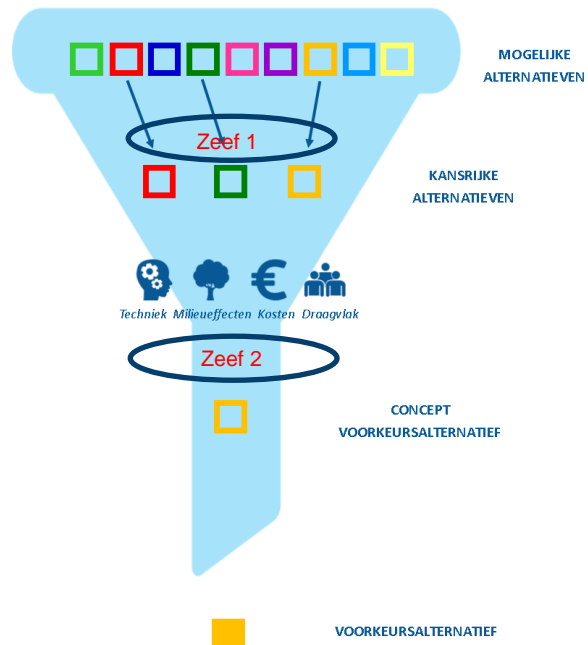 MOGELIJKE
ALTERNATIEVEN
Zeef 1
KANSRIJKE
ALTERNATIEVEN
Techniek Milieueffecten Kosten Draagvlak
Zeef 2
CONCEPT
VOORKEURSALTERNATIEF
VOORKEURSALTERNATIEF